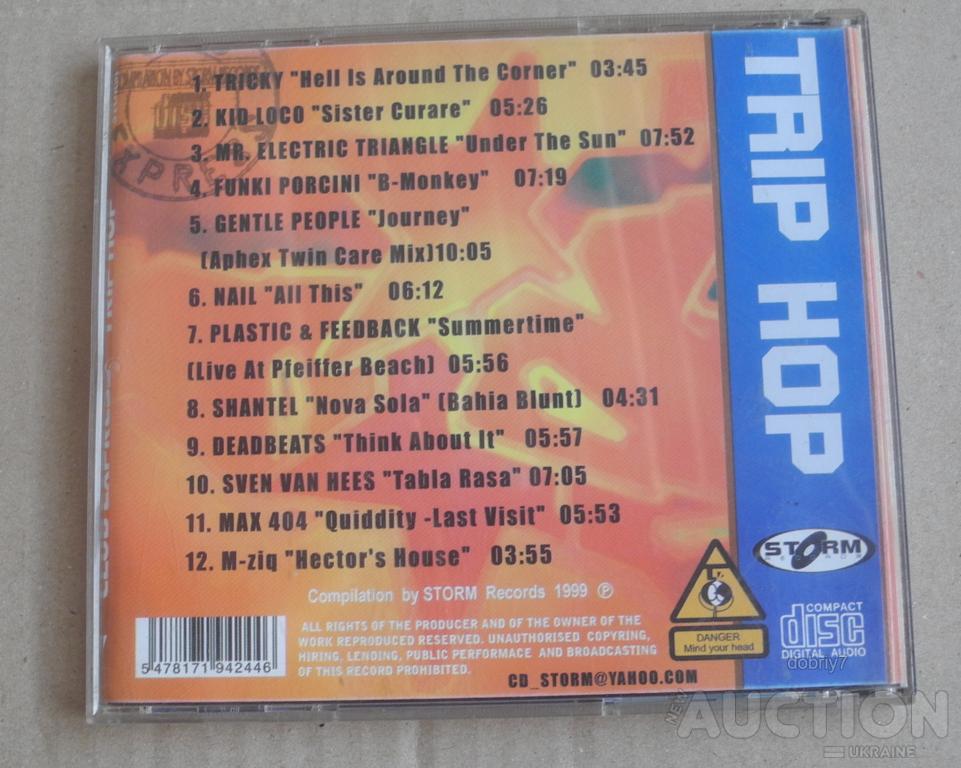 1. TRICKY "Hell Is Around The Corner" 03:45
2. KID LOCO "Sister Curare" 05:26
3. MR. ELECTRIC TRIANGLE "Under The Sun" 07:52
4. FUNKI PORCINI "B-Monkey" 07:19
5. GENTLE PEOPLE "Journey"
(Aphex Twin Care Mix)10:05
6. NAIL "All This" 06:12
7. PLASTIC & FEEDBACK "Summertime"
(Live At Pfeiffer Beach) 05:56
8. SHANTEL "Nova Sola" (Bahia Blunt) 04:31
9. DEADBEATS "Think About It" 05:57
10. SVEN VAN HEES "Tabla Rasa" 07:05
11. MAX 404 "Quiddity -Last Visit" 05:53
12. M-ziq "Hector's House" 03:55
Compilation by STORM Records 1999 ℗
ALL RIGHTS OF THE PRODUCER AND OF THE OWNER OF THE
WORK REPRODUCED RESERVED. UNAUTHORISED COPYRING,
HIRING, LENDING, PUBLIC PERFORMACE AND BROADCASTING
OF THIS RECORD PROHIBITED.
CD_STORM@YAHOO.COM
5 478171 942446
TRIP HOP
STORM
RECORDS
DANGER
Mind your head
COMPACT
disc
DIGITAL AUDIO
dobriy7
NEW
AUCTION
UKRAINE